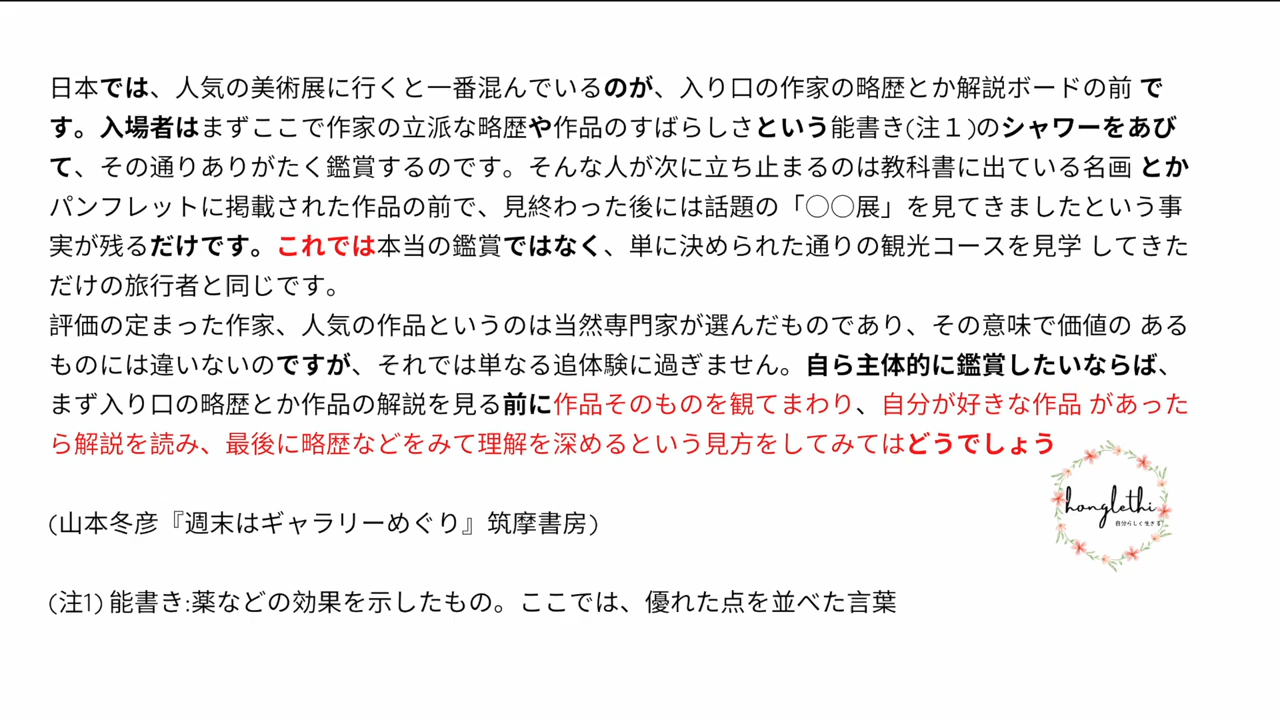 日本では、人気の美術展に行くと一番混んでいるのが、入り口の作家の略歴とか解説ボードの前 で
す。入場者はまずここで作家の立派な略歴や作品のすばらしさという能書き(注１)のシャワーをあび
て、その通りありがたく鑑賞するのです。そんな人が次に立ち止まるのは教科書に出ている名画 とか
パンフレットに掲載された作品の前で、見終わった後には話題の「〇〇展」を見てきましたという事
実が残るだけです。これでは本当の鑑賞ではなく、単に決められた通りの観光コースを見学 してきた
だけの旅行者と同じです。
評価の定まった作家、人気の作品というのは当然専門家が選んだものであり、その意味で価値の ある
ものには違いないのですが、それでは単なる追体験に過ぎません。自ら主体的に鑑賞したいならば、
まず入り口の略歴とか作品の解説を見る前に作品そのものを観てまわり、自分が好きな作品 があった
ら解説を読み、最後に略歴などをみて理解を深めるという見方をしてみてはどうでしょう
honglethi
自分らしく生きる
(山本冬彦『週末はギャラリーめぐり』筑摩書房)
(注1) 能書き:薬などの効果を示したもの。ここでは、優れた点を並べた言葉